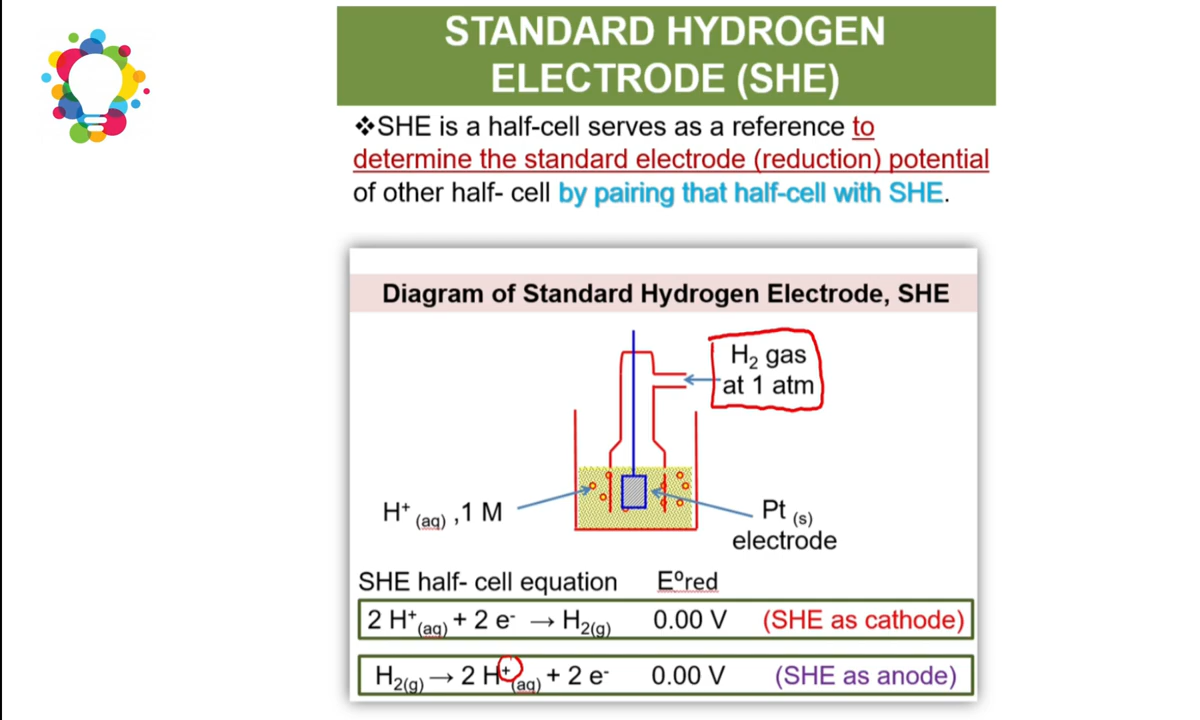 STANDARD HYDROGEN
ELECTRODE (SHE)
❖SHE is a half-cell serves as a reference to
determine the standard electrode (reduction) potential
of other half- cell by pairing that half-cell with SHE.
Diagram of Standard Hydrogen Electrode, SHE
H₂ gas
at 1 atm
H⁺ (aq) ,1 M
Pt (s)
electrode
SHE half- cell equation E⁰red
2 H⁺(aq) + 2 e⁻ → H₂(g) 0.00 V (SHE as cathode)
H₂(g) → 2 H⁺(aq) + 2 e⁻ 0.00 V (SHE as anode)